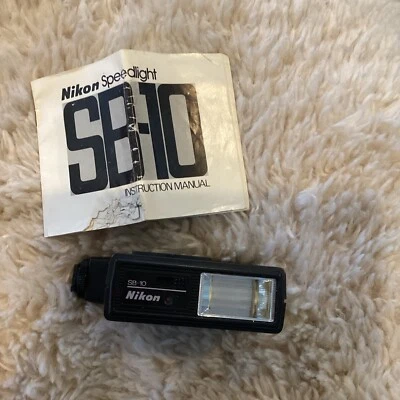 Nikon Speedlight
SB-10
INSTRUCTION MANUAL
SB-10
Nikon